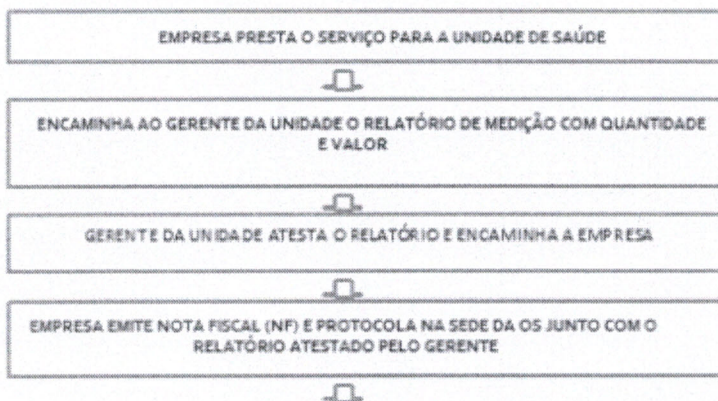 EMPRESA PRESTA O SERVIÇO PARA A UNIDADE DE SAÚDE
ENCAMINHA AO GERENTE DA UNIDADE O RELATÓRIO DE MEDIÇÃO COM QUANTIDADE
E VALOR
GERENTE DA UNIDADE ATESTA O RELATÓRIO E ENCAMINHA A EMPRESA
EMPRESA EMITE NOTA FISCAL (NF) E PROTOCOLA NA SEDE DA OS JUNTO COM O
RELATÓRIO ATESTADO PELO GERENTE